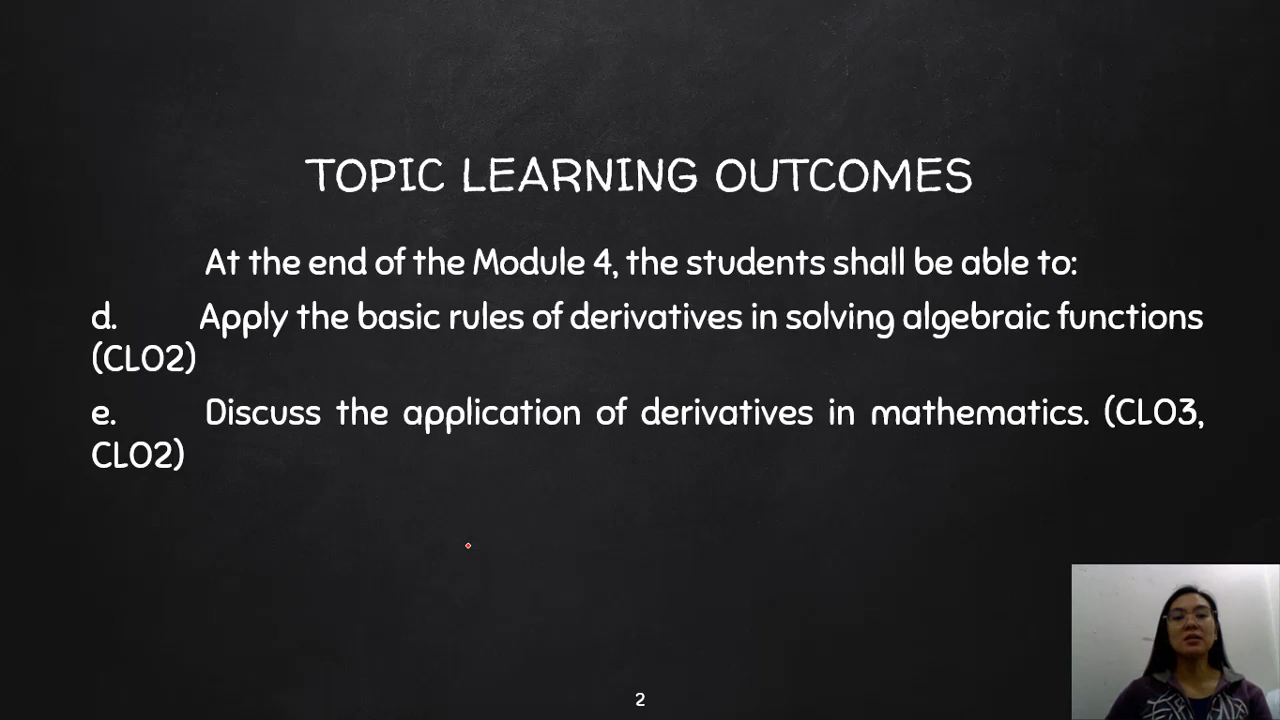 TOPIC LEARNING OUTCOMES
At the end of the Module 4, the students shall be able to:
d. Apply the basic rules of derivatives in solving algebraic functions
(CLO2)
e. Discuss the application of derivatives in mathematics. (CLO3,
CLO2)
2